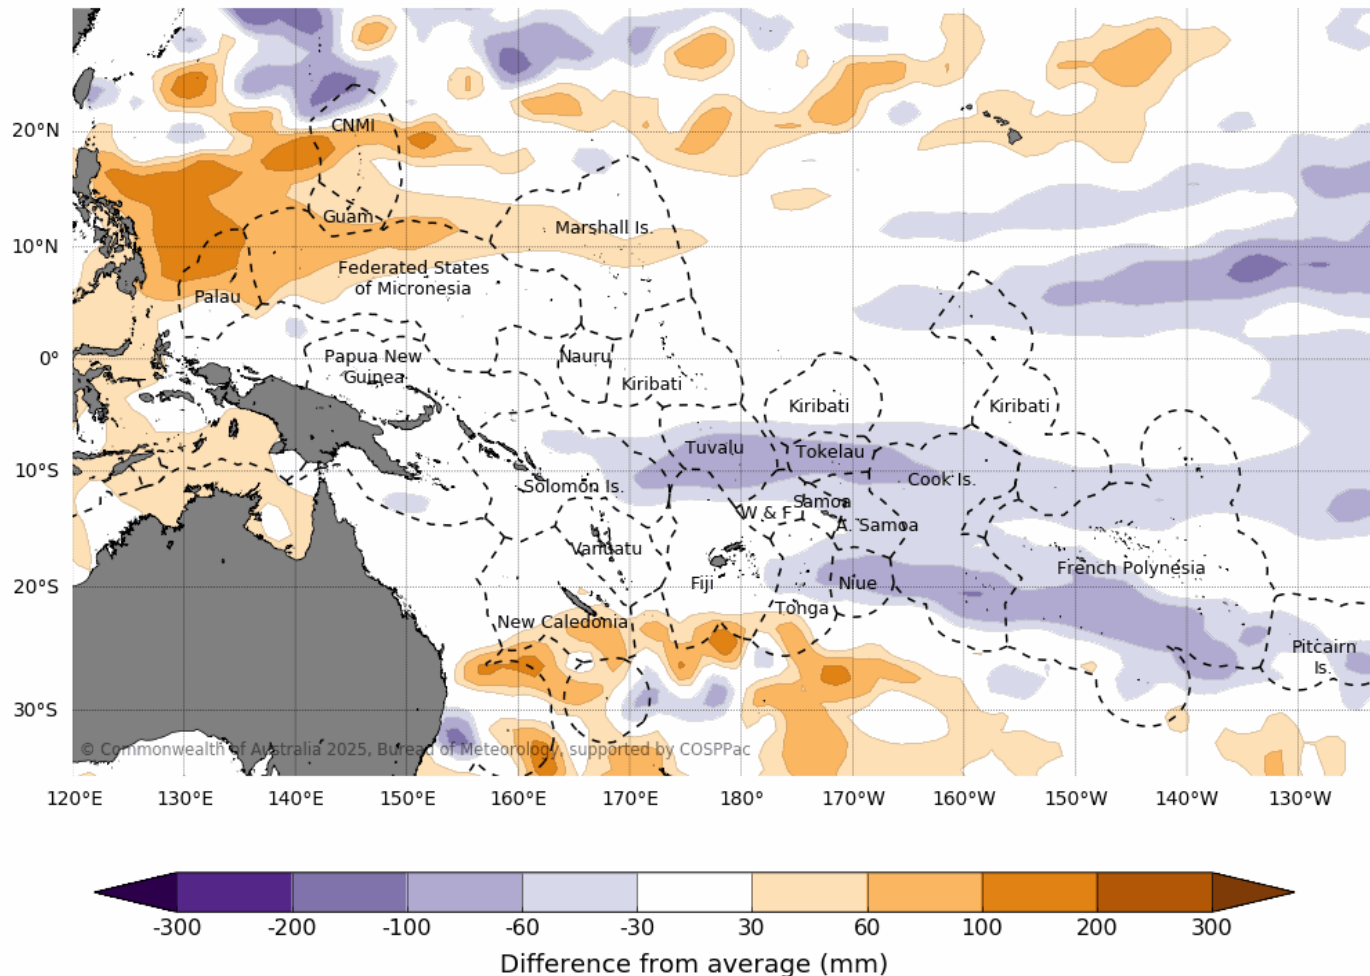 20°N
10°N
0°
10°S
20°S
30°S
CNMI
Guam
Marshall Is.
Federated States
of Micronesia
Palau
Papua New
Guinea
Nauru
Kiribati
Kiribati
Kiribati
Tuvalu
Tokelau
Solomon Is.
Cook Is.
W & F
Samoa
A. Samoa
Vanuatu
Fiji
Niue
French Polynesia
Tonga
New Caledonia
Pitcairn
Is.
© Commonwealth of Australia 2025, Bureau of Meteorology, supported by COSPPac
120°E 130°E 140°E 150°E 160°E 170°E 180° 170°W 160°W 150°W 140°W 130°W
-300 -200 -100 -60 -30 30 60 100 200 300
Difference from average (mm)